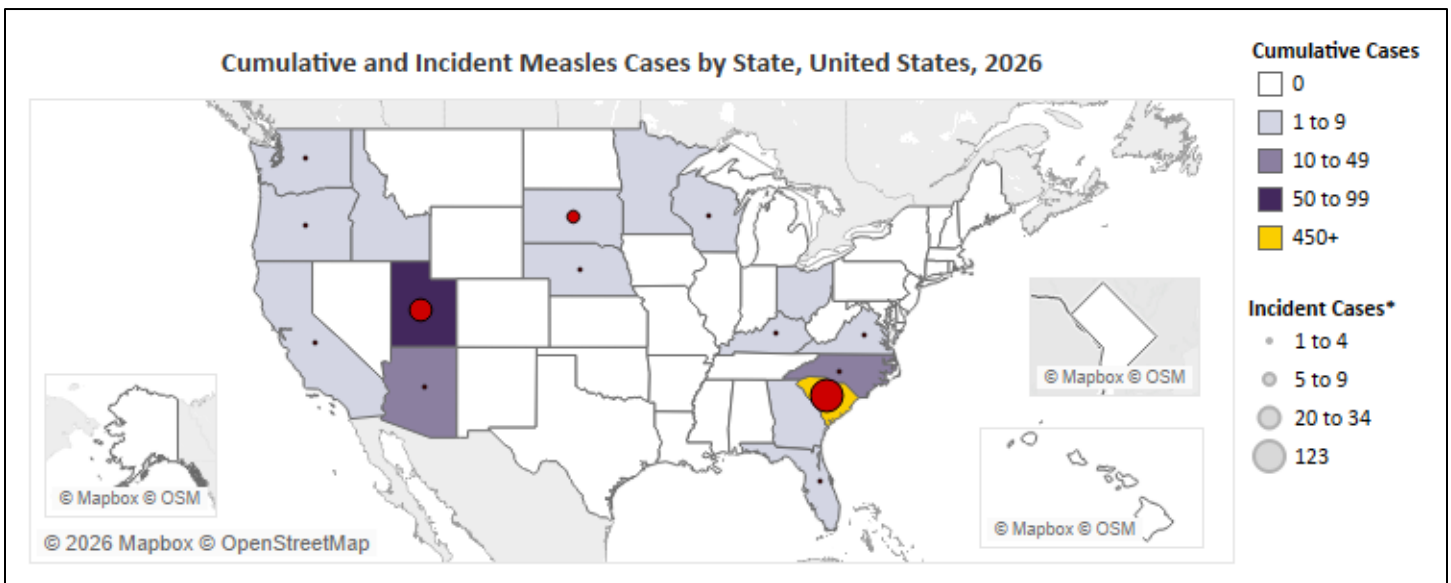 Cumulative and Incident Measles Cases by State, United States, 2026
Cumulative Cases
0
1 to 9
10 to 49
50 to 99
450+
Incident Cases*
1 to 4
5 to 9
20 to 34
123
© Mapbox © OSM
© Mapbox © OSM
© Mapbox © OSM
© 2026 Mapbox © OpenStreetMap